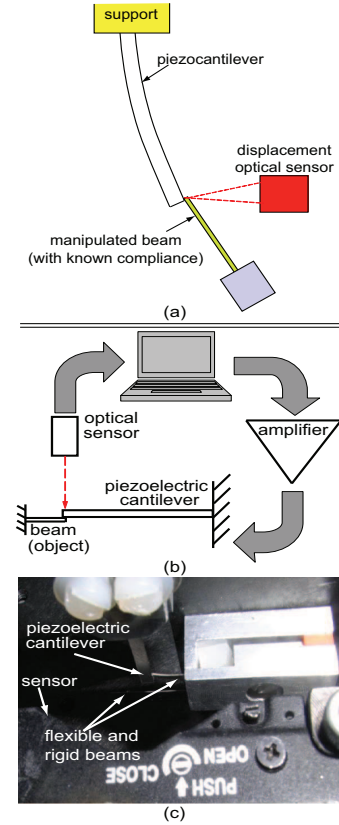 support
piezocantilever
displacement
optical sensor
manipulated beam
(with known compliance)
(a)
optical
sensor
amplifier
piezoelectric
cantilever
beam
(object)
(b)
piezoelectric
cantilever
sensor
flexible and
rigid beams
OPEN
CLOSE
PUSH
(c)